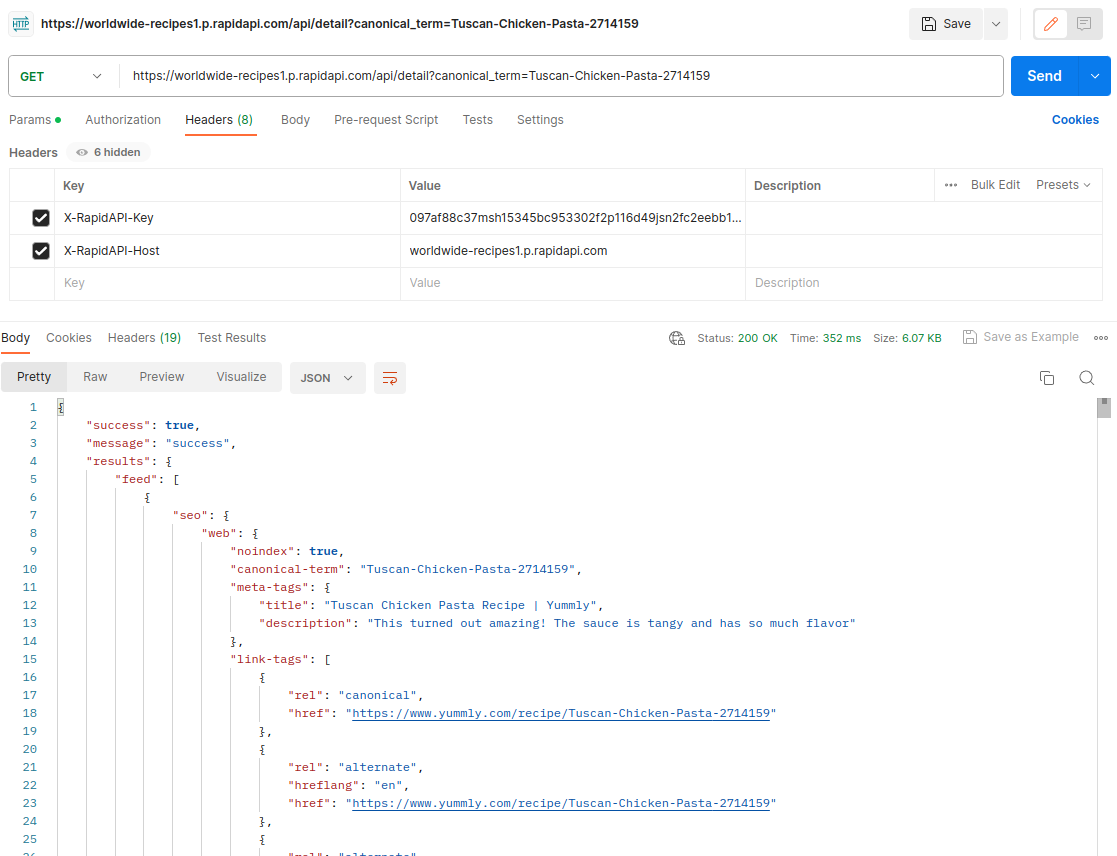 HTTP https://worldwide-recipes1.p.rapidapi.com/api/detail?canonical_term=Tuscan-Chicken-Pasta-2714159 Save
GET https://worldwide-recipes1.p.rapidapi.com/api/detail?canonical_term=Tuscan-Chicken-Pasta-2714159 Send
Params Authorization Headers (8) Body Pre-request Script Tests Settings Cookies
Headers 6 hidden
Key Value Description ••• Bulk Edit Presets
X-RapidAPI-Key 097af88c37msh15345bc953302f2p116d49jsn2fc2eebb1...
X-RapidAPI-Host worldwide-recipes1.p.rapidapi.com
Key Value Description
Body Cookies Headers (19) Test Results Status: 200 OK Time: 352 ms Size: 6.07 KB Save as Example
Pretty Raw Preview Visualize JSON
1 {
2 "success": true,
3 "message": "success",
4 "results": {
5 "feed": [
6 {
7 "seo": {
8 "web": {
9 "noindex": true,
10 "canonical-term": "Tuscan-Chicken-Pasta-2714159",
11 "meta-tags": {
12 "title": "Tuscan Chicken Pasta Recipe | Yummly",
13 "description": "This turned out amazing! The sauce is tangy and has so much flavor"
14 },
15 "link-tags": [
16 {
17 "rel": "canonical",
18 "href": "https://www.yummly.com/recipe/Tuscan-Chicken-Pasta-2714159"
19 },
20 {
21 "rel": "alternate",
22 "hreflang": "en",
23 "href": "https://www.yummly.com/recipe/Tuscan-Chicken-Pasta-2714159"
24 },
25 {